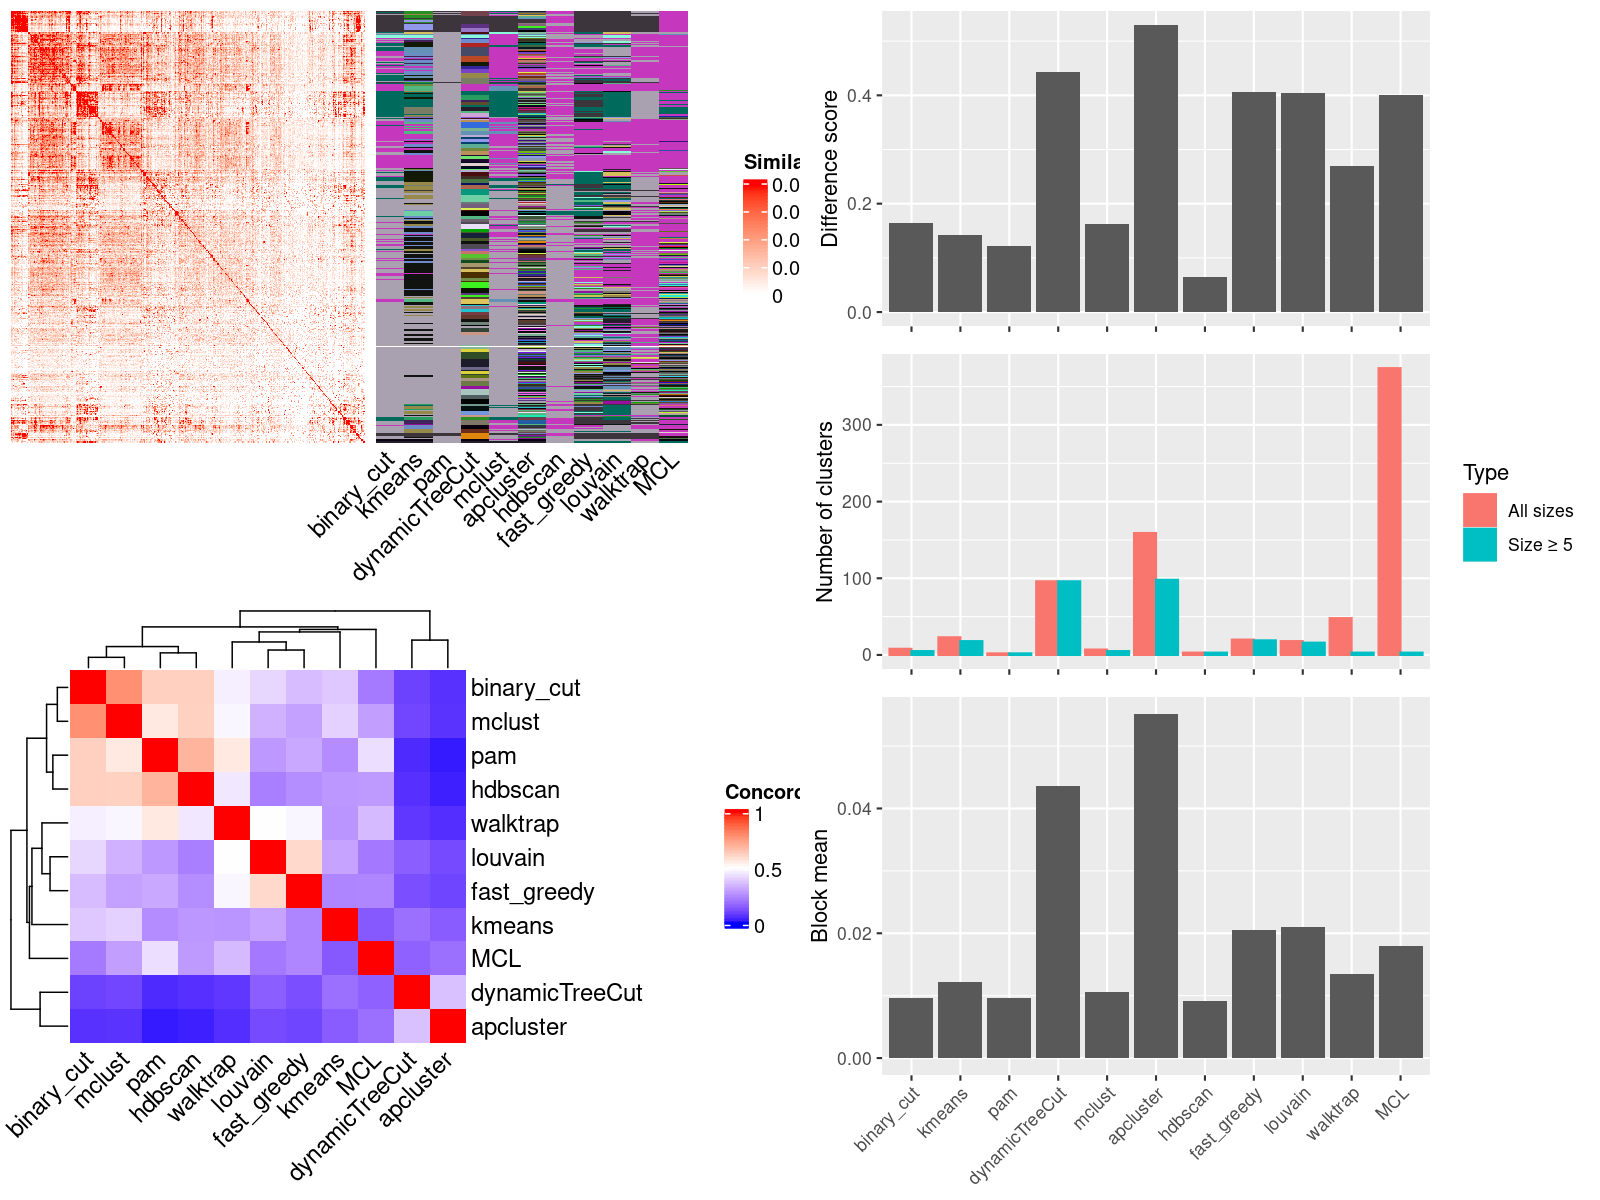 Simila
0.0
0.0
0.0
0.0
0
binary_cut
kmeans
pam
dynamicTreeCut
mclust
apcluster
hdbscan
fast_greedy
louvain
walktrap
MCL
binary_cut
mclust
pam
hdbscan
walktrap
louvain
fast_greedy
kmeans
MCL
dynamicTreeCut
apcluster
binary_cut
mclust
pam
hdbscan
walktrap
louvain
fast_greedy
kmeans
MCL
dynamicTreeCut
apcluster
Concord
1
0.5
0
Difference score
0.4
0.2
0.0
Number of clusters
300
200
100
0
Type
All sizes
Size ≥ 5
Block mean
0.04
0.02
0.00
binary_cut
kmeans
pam
dynamicTreeCut
mclust
apcluster
hdbscan
fast_greedy
louvain
walktrap
MCL